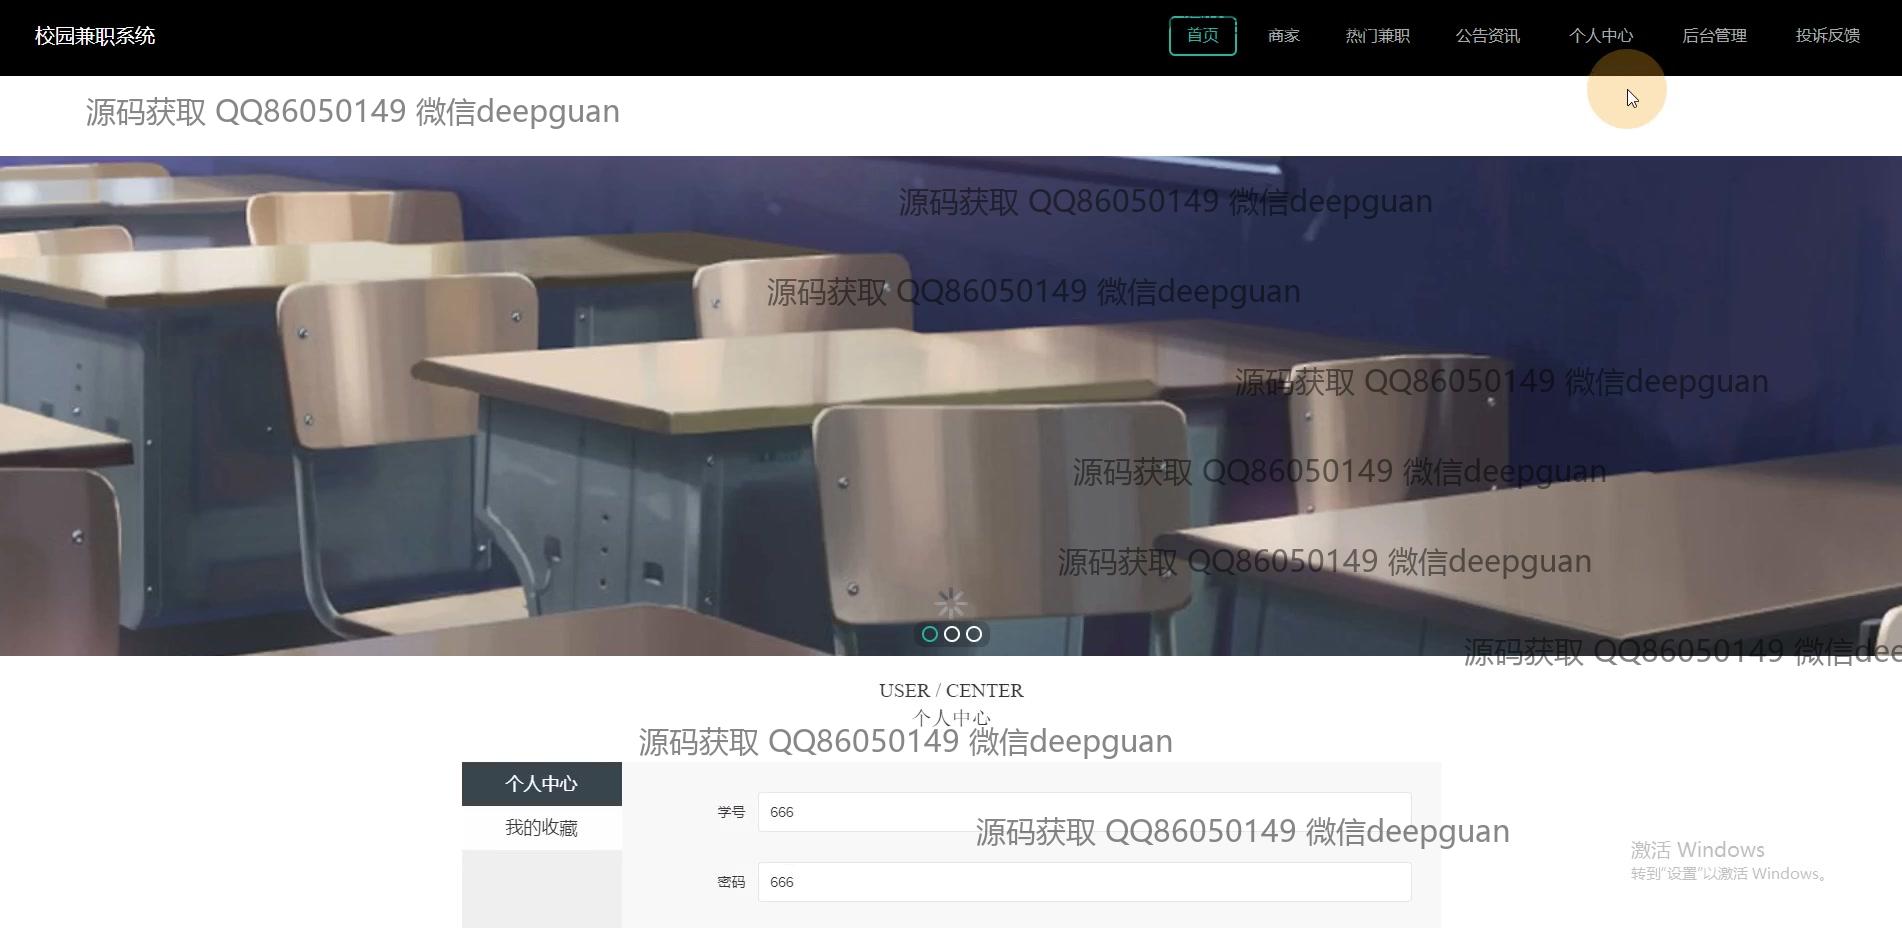 校园兼职系统
首页 商家 热门兼职 公告资讯 个人中心 后台管理 投诉反馈
源码获取 QQ86050149 微信deepguan
源码获取 QQ86050149 微信deepguan
源码获取 QQ86050149 微信deepguan
源码获取 QQ86050149 微信deepguan
源码获取 QQ86050149 微信deepguan
源码获取 QQ86050149 微信deepguan
源码获取 QQ86050149 微信dee
USER / CENTER
个人中心
源码获取 QQ86050149 微信deepguan
个人中心
学号 666
我的收藏
源码获取 QQ86050149 微信deepguan
激活 Windows
转到“设置”以激活 Windows。
密码 666